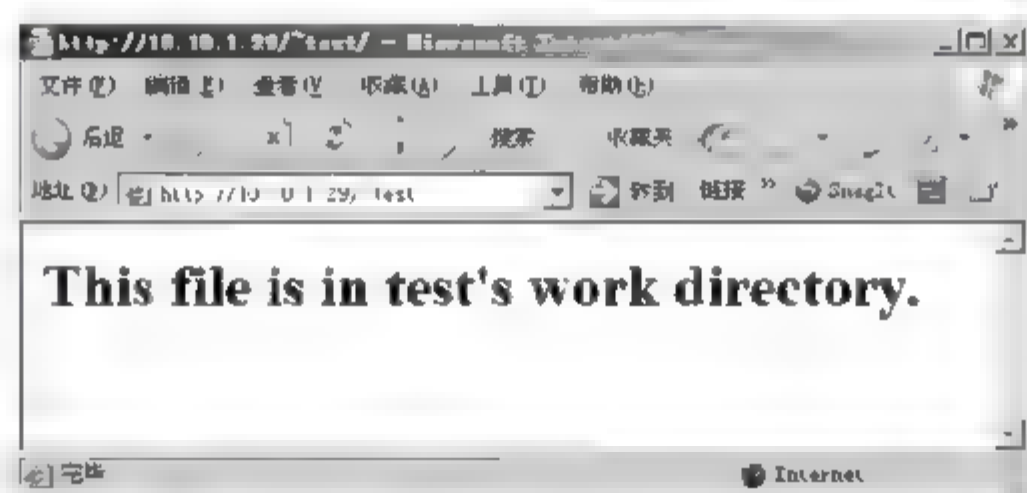 http://10.10.1.29/~test/ - Microsoft
文件(F) 编辑(E) 查看(V) 收藏(A) 工具(T) 帮助(H)
后退 搜索 收藏夹
地址(D) 转到 链接 » SnagIt
This file is in test's work directory.
完毕 Internet